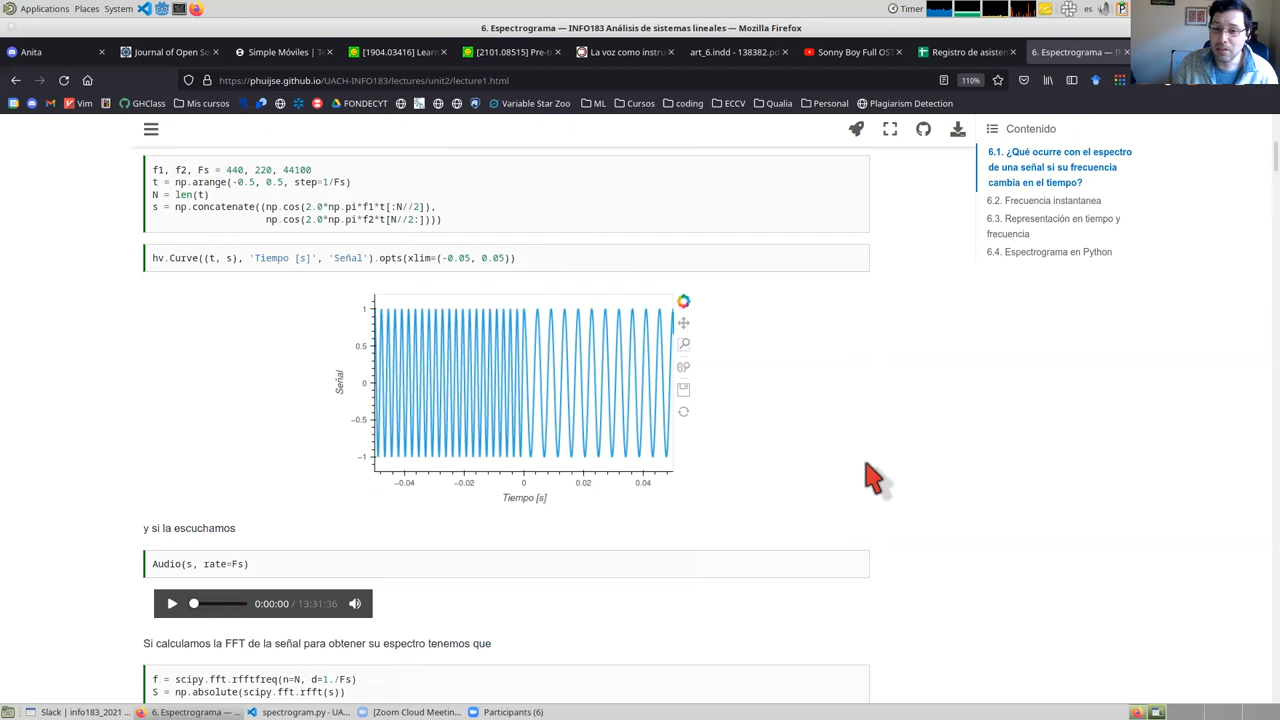 Applications Places System
Timer
es
Espectrograma — INFO183 Análisis de sistemas lineales — Mozilla Firefox
Anita
Journal of Open So
Simple Móviles | T
[1904.03416] Learn
[2101.08515] Pre-t
La voz como instru
art_6.indd - 138382.pd
Sonny Boy Full OST
Registro de asisten
6. Espectrograma — I
https://phuijse.github.io/UACH-INFO183/lectures/unit2/lecture1.html
110%
Vim
GHClass
Mis cursos
FONDECYT
Variable Star Zoo
ML
Cursos
coding
ECCV
Qualia
Personal
Plagiarism Detection
Contenido
6.1. ¿Qué ocurre con el espectro
de una señal si su frecuencia
cambia en el tiempo?
6.2. Frecuencia instantanea
6.3. Representación en tiempo y
frecuencia
6.4. Espectrograma en Python
f1, f2, Fs = 440, 220, 44100
t = np.arange(-0.5, 0.5, step=1/Fs)
N = len(t)
s = np.concatenate((np.cos(2.0*np.pi*f1*t[:N//2]),
np.cos(2.0*np.pi*f2*t[N//2:])))
hv.Curve((t, s), 'Tiempo [s]', 'Señal').opts(xlim=(-0.05, 0.05))
1
0.5
0
−0.5
−1
Señal
−0.04 −0.02 0 0.02 0.04
Tiempo [s]
y si la escuchamos
Audio(s, rate=Fs)
0:00:00 / 13:31:36
Si calculamos la FFT de la señal para obtener su espectro tenemos que
f = scipy.fft.rfftfreq(n=N, d=1./Fs)
S = np.absolute(scipy.fft.rfft(s))
Slack | info183_2021 ...
6. Espectrograma — ...
spectrogram.py - UA...
[Zoom Cloud Meetin...
Participants (6)